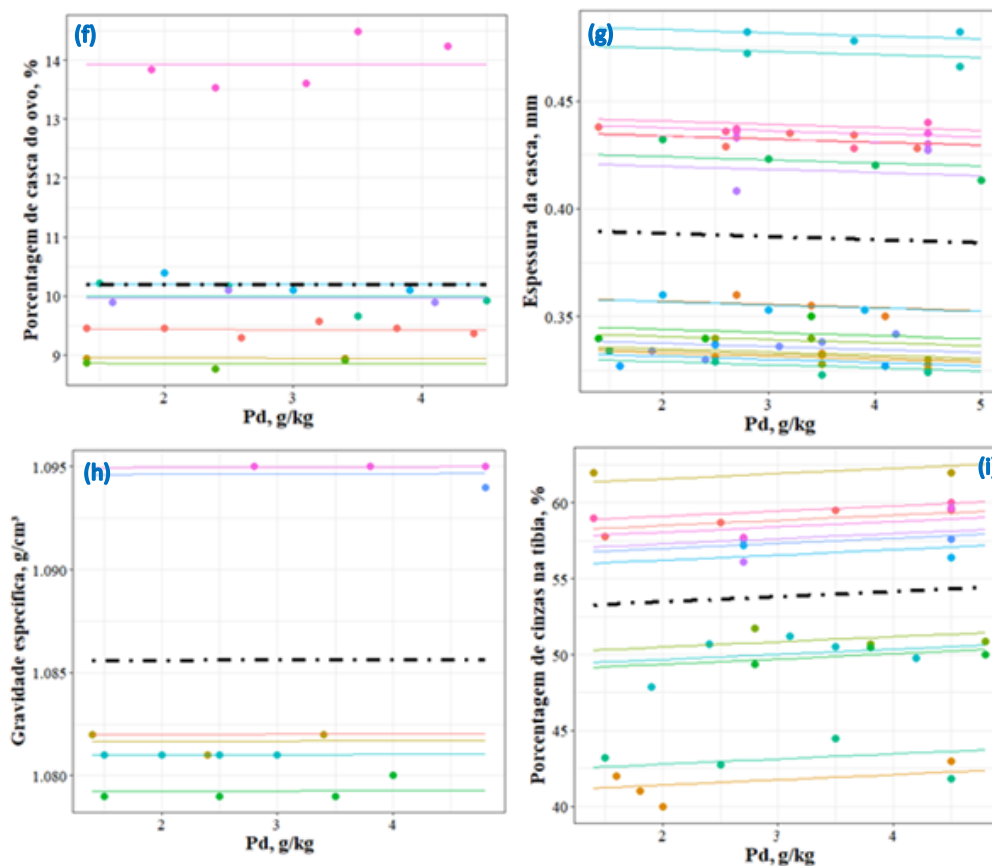 (f)
Porcentagem de casca do ovo, %
14
13
12
11
10
9
2
3
4
Pd, g/kg
(g)
Espessura da casca, mm
0.45
0.40
0.35
2
3
4
5
Pd, g/kg
(h)
Gravidade específica, g/cm³
1.095
1.090
1.085
1.080
2
3
4
Pd, g/kg
(i)
Porcentagem de cinzas na tíbia, %
60
55
50
45
40
2
3
4
Pd, g/kg